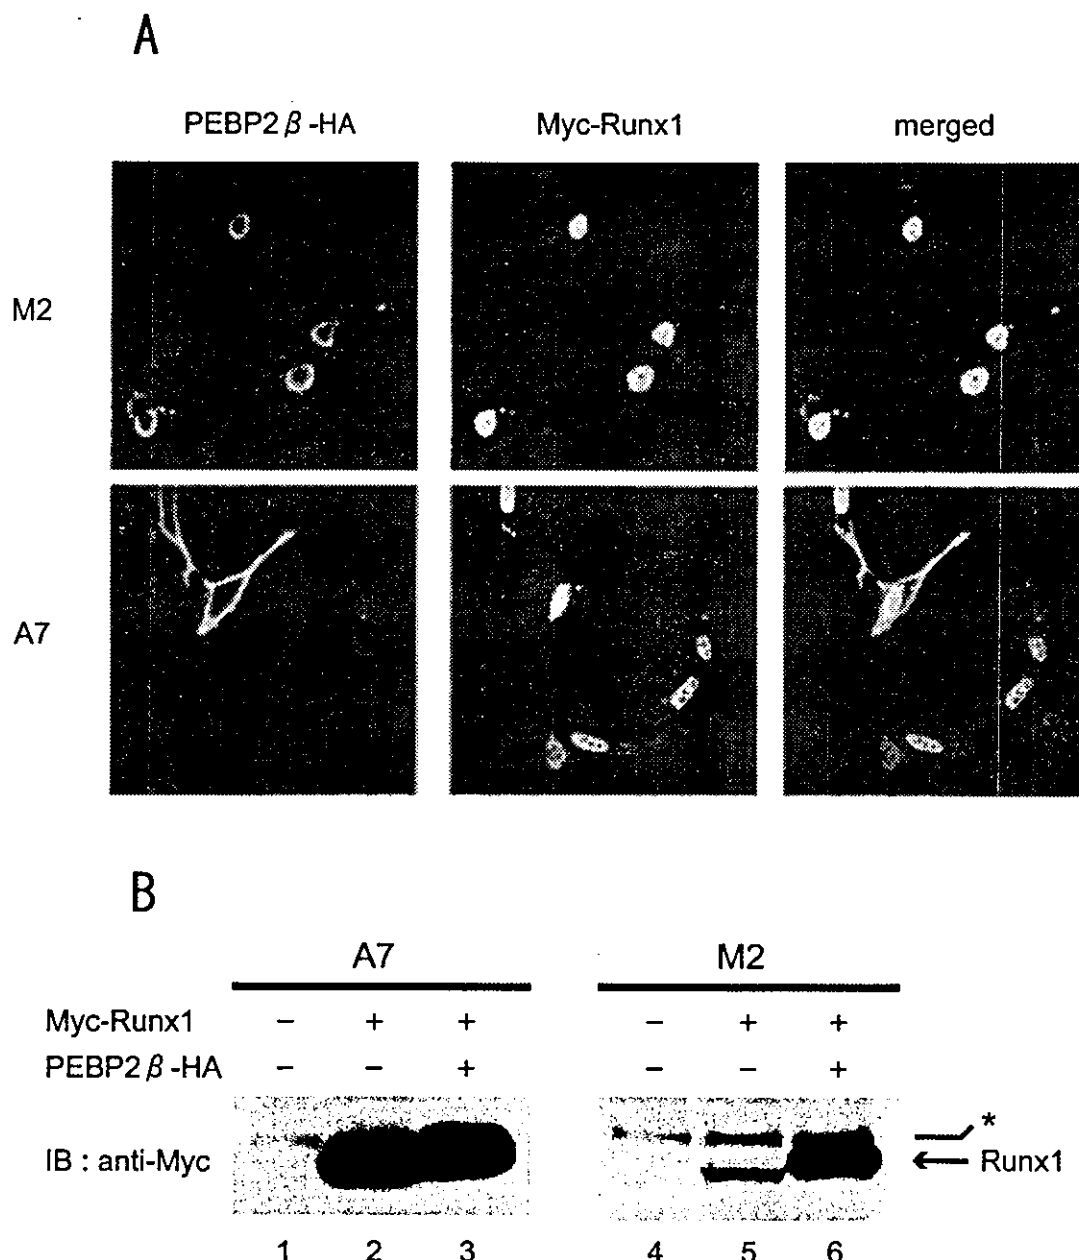 A
PEBP2β-HA Myc-Runx1 merged
M2
A7
B
A7 M2
Myc-Runx1 − + + − + +
PEBP2β-HA − − + − − +
*
IB : anti-Myc Runx1
1 2 3 4 5 6